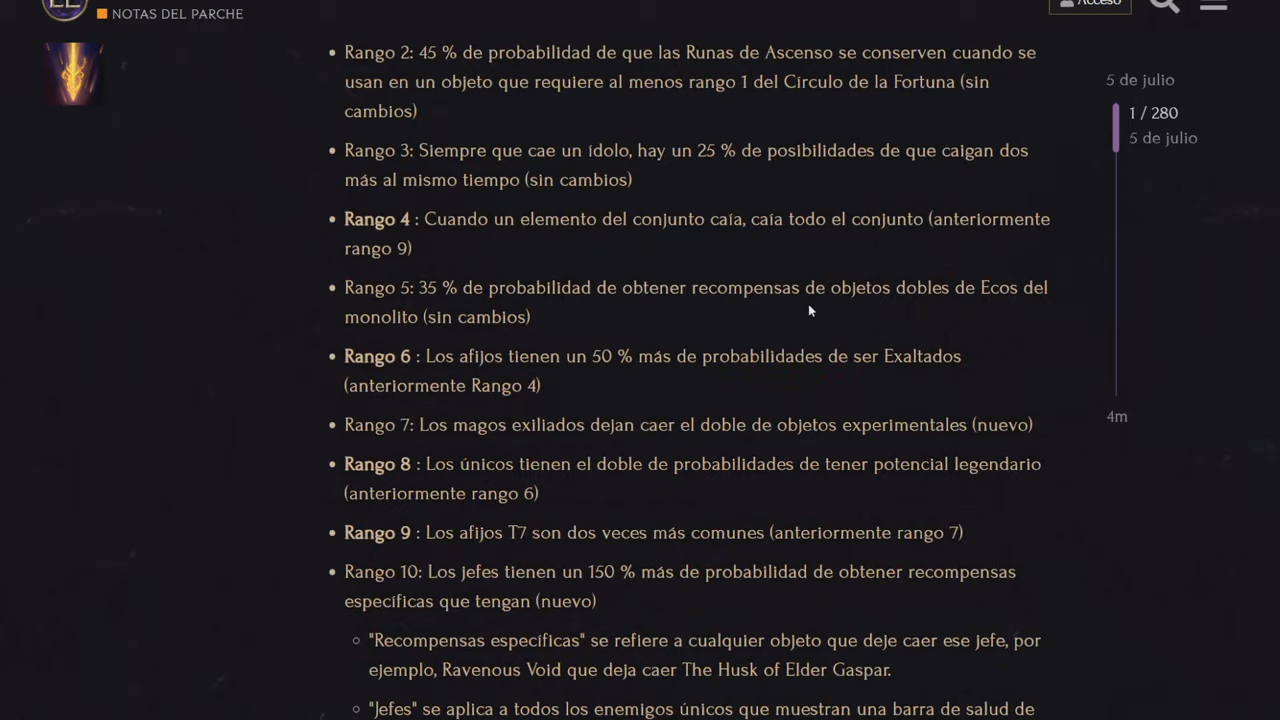 NOTAS DEL PARCHE
Acceso
Rango 2: 45 % de probabilidad de que las Runas de Ascenso se conserven cuando se
usan en un objeto que requiere al menos rango 1 del Círculo de la Fortuna (sin
cambios)
Rango 3: Siempre que cae un ídolo, hay un 25 % de posibilidades de que caigan dos
más al mismo tiempo (sin cambios)
Rango 4 : Cuando un elemento del conjunto caía, caía todo el conjunto (anteriormente
rango 9)
Rango 5: 35 % de probabilidad de obtener recompensas de objetos dobles de Ecos del
monolito (sin cambios)
Rango 6 : Los afijos tienen un 50 % más de probabilidades de ser Exaltados
(anteriormente Rango 4)
Rango 7: Los magos exiliados dejan caer el doble de objetos experimentales (nuevo)
Rango 8 : Los únicos tienen el doble de probabilidades de tener potencial legendario
(anteriormente rango 6)
Rango 9 : Los afijos T7 son dos veces más comunes (anteriormente rango 7)
Rango 10: Los jefes tienen un 150 % más de probabilidad de obtener recompensas
específicas que tengan (nuevo)
"Recompensas específicas" se refiere a cualquier objeto que deje caer ese jefe, por
ejemplo, Ravenous Void que deja caer The Husk of Elder Gaspar.
"Jefes" se aplica a todos los enemigos únicos que muestran una barra de salud de
5 de julio
1 / 280
5 de julio
4m